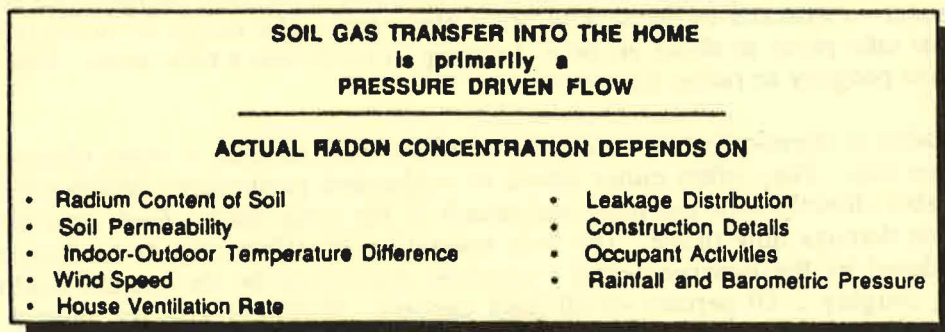 SOIL GAS TRANSFER INTO THE HOME
is primarily a
PRESSURE DRIVEN FLOW
ACTUAL RADON CONCENTRATION DEPENDS ON
• Radium Content of Soil
• Soil Permeability
• Indoor-Outdoor Temperature Difference
• Wind Speed
• House Ventilation Rate
• Leakage Distribution
• Construction Details
• Occupant Activities
• Rainfall and Barometric Pressure